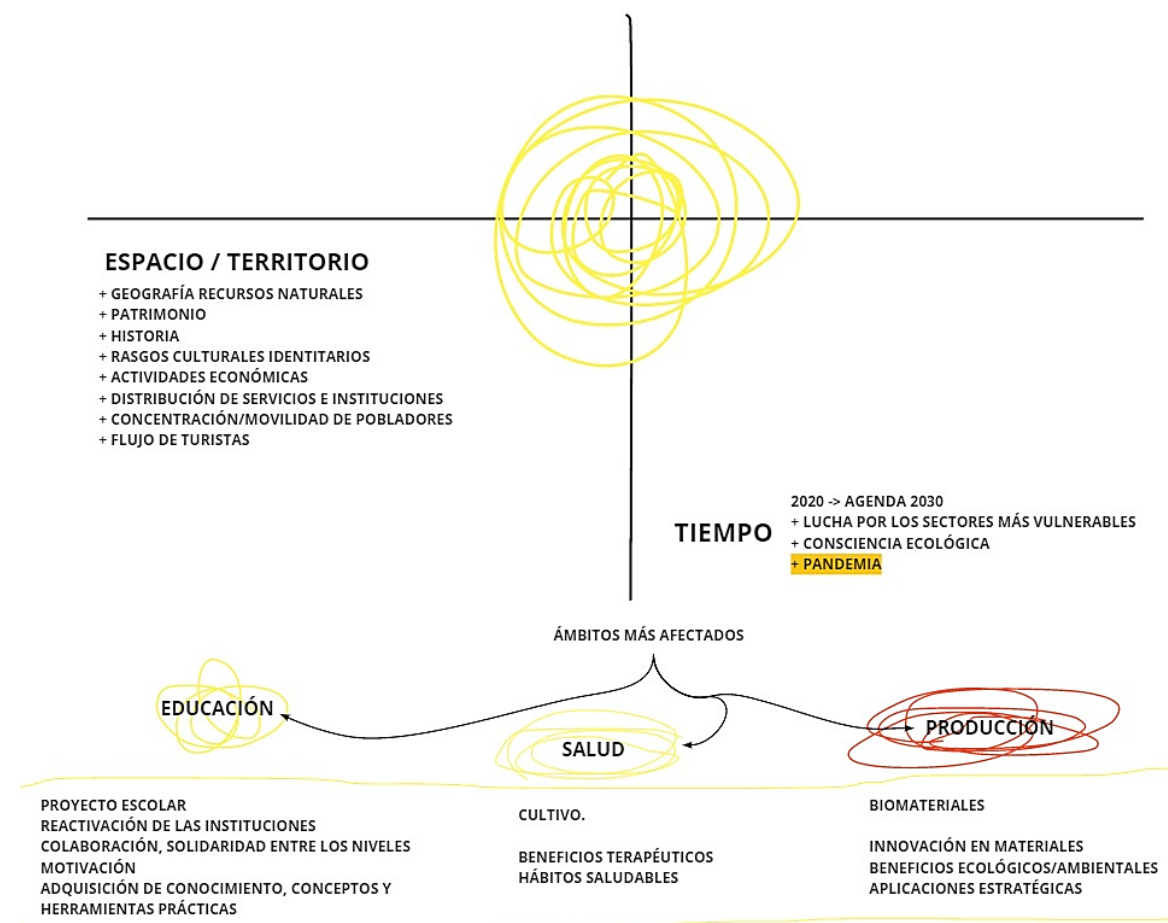 ESPACIO / TERRITORIO
+ GEOGRAFÍA RECURSOS NATURALES
+ PATRIMONIO
+ HISTORIA
+ RASGOS CULTURALES IDENTITARIOS
+ ACTIVIDADES ECONÓMICAS
+ DISTRIBUCIÓN DE SERVICIOS E INSTITUCIONES
+ CONCENTRACIÓN/MOVILIDAD DE POBLADORES
+ FLUJO DE TURISTAS
TIEMPO
2020 -> AGENDA 2030
+ LUCHA POR LOS SECTORES MÁS VULNERABLES
+ CONSCIENCIA ECOLÓGICA
+ PANDEMIA
ÁMBITOS MÁS AFECTADOS
EDUCACIÓN
SALUD
PRODUCCIÓN
PROYECTO ESCOLAR
REACTIVACIÓN DE LAS INSTITUCIONES
COLABORACIÓN, SOLIDARIDAD ENTRE LOS NIVELES
MOTIVACIÓN
ADQUISICIÓN DE CONOCIMIENTO, CONCEPTOS Y
HERRAMIENTAS PRÁCTICAS
CULTIVO.
BENEFICIOS TERAPÉUTICOS
HÁBITOS SALUDABLES
BIOMATERIALES
INNOVACIÓN EN MATERIALES
BENEFICIOS ECOLÓGICOS/AMBIENTALES
APLICACIONES ESTRATÉGICAS